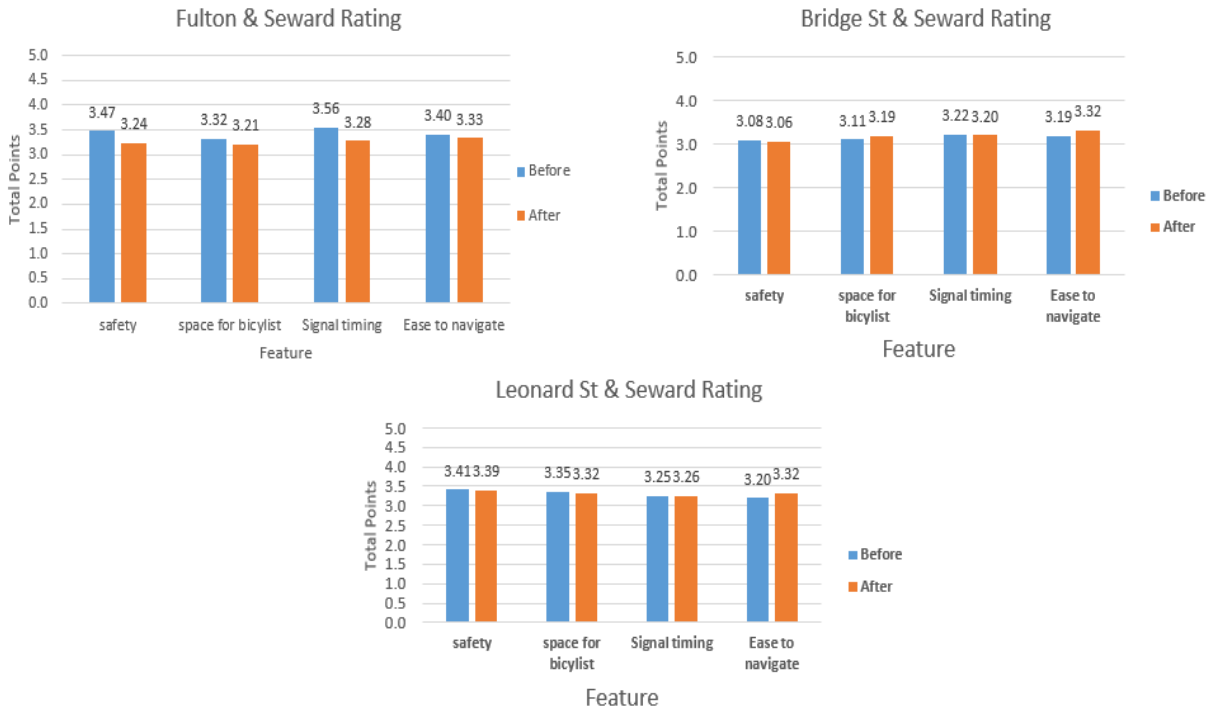 Fulton & Seward Rating
5.0
4.5
4.0
3.5
3.0
2.5
2.0
1.5
1.0
0.5
0.0
Total Points
3.47 3.24 3.32 3.21 3.56 3.28 3.40 3.33
safety space for bicylist Signal timing Ease to navigate
Feature
Before
After
Bridge St & Seward Rating
5.0
4.0
3.0
2.0
1.0
0.0
Total Points
3.08 3.06 3.11 3.19 3.22 3.20 3.19 3.32
safety space for Signal timing Ease to
bicylist navigate
Feature
Before
After
Leonard St & Seward Rating
5.0
4.5
4.0
3.5
3.0
2.5
2.0
1.5
1.0
0.5
0.0
Total Points
3.41 3.39 3.35 3.32 3.25 3.26 3.20 3.32
safety space for Signal timing Ease to
bicylist navigate
Feature
Before
After